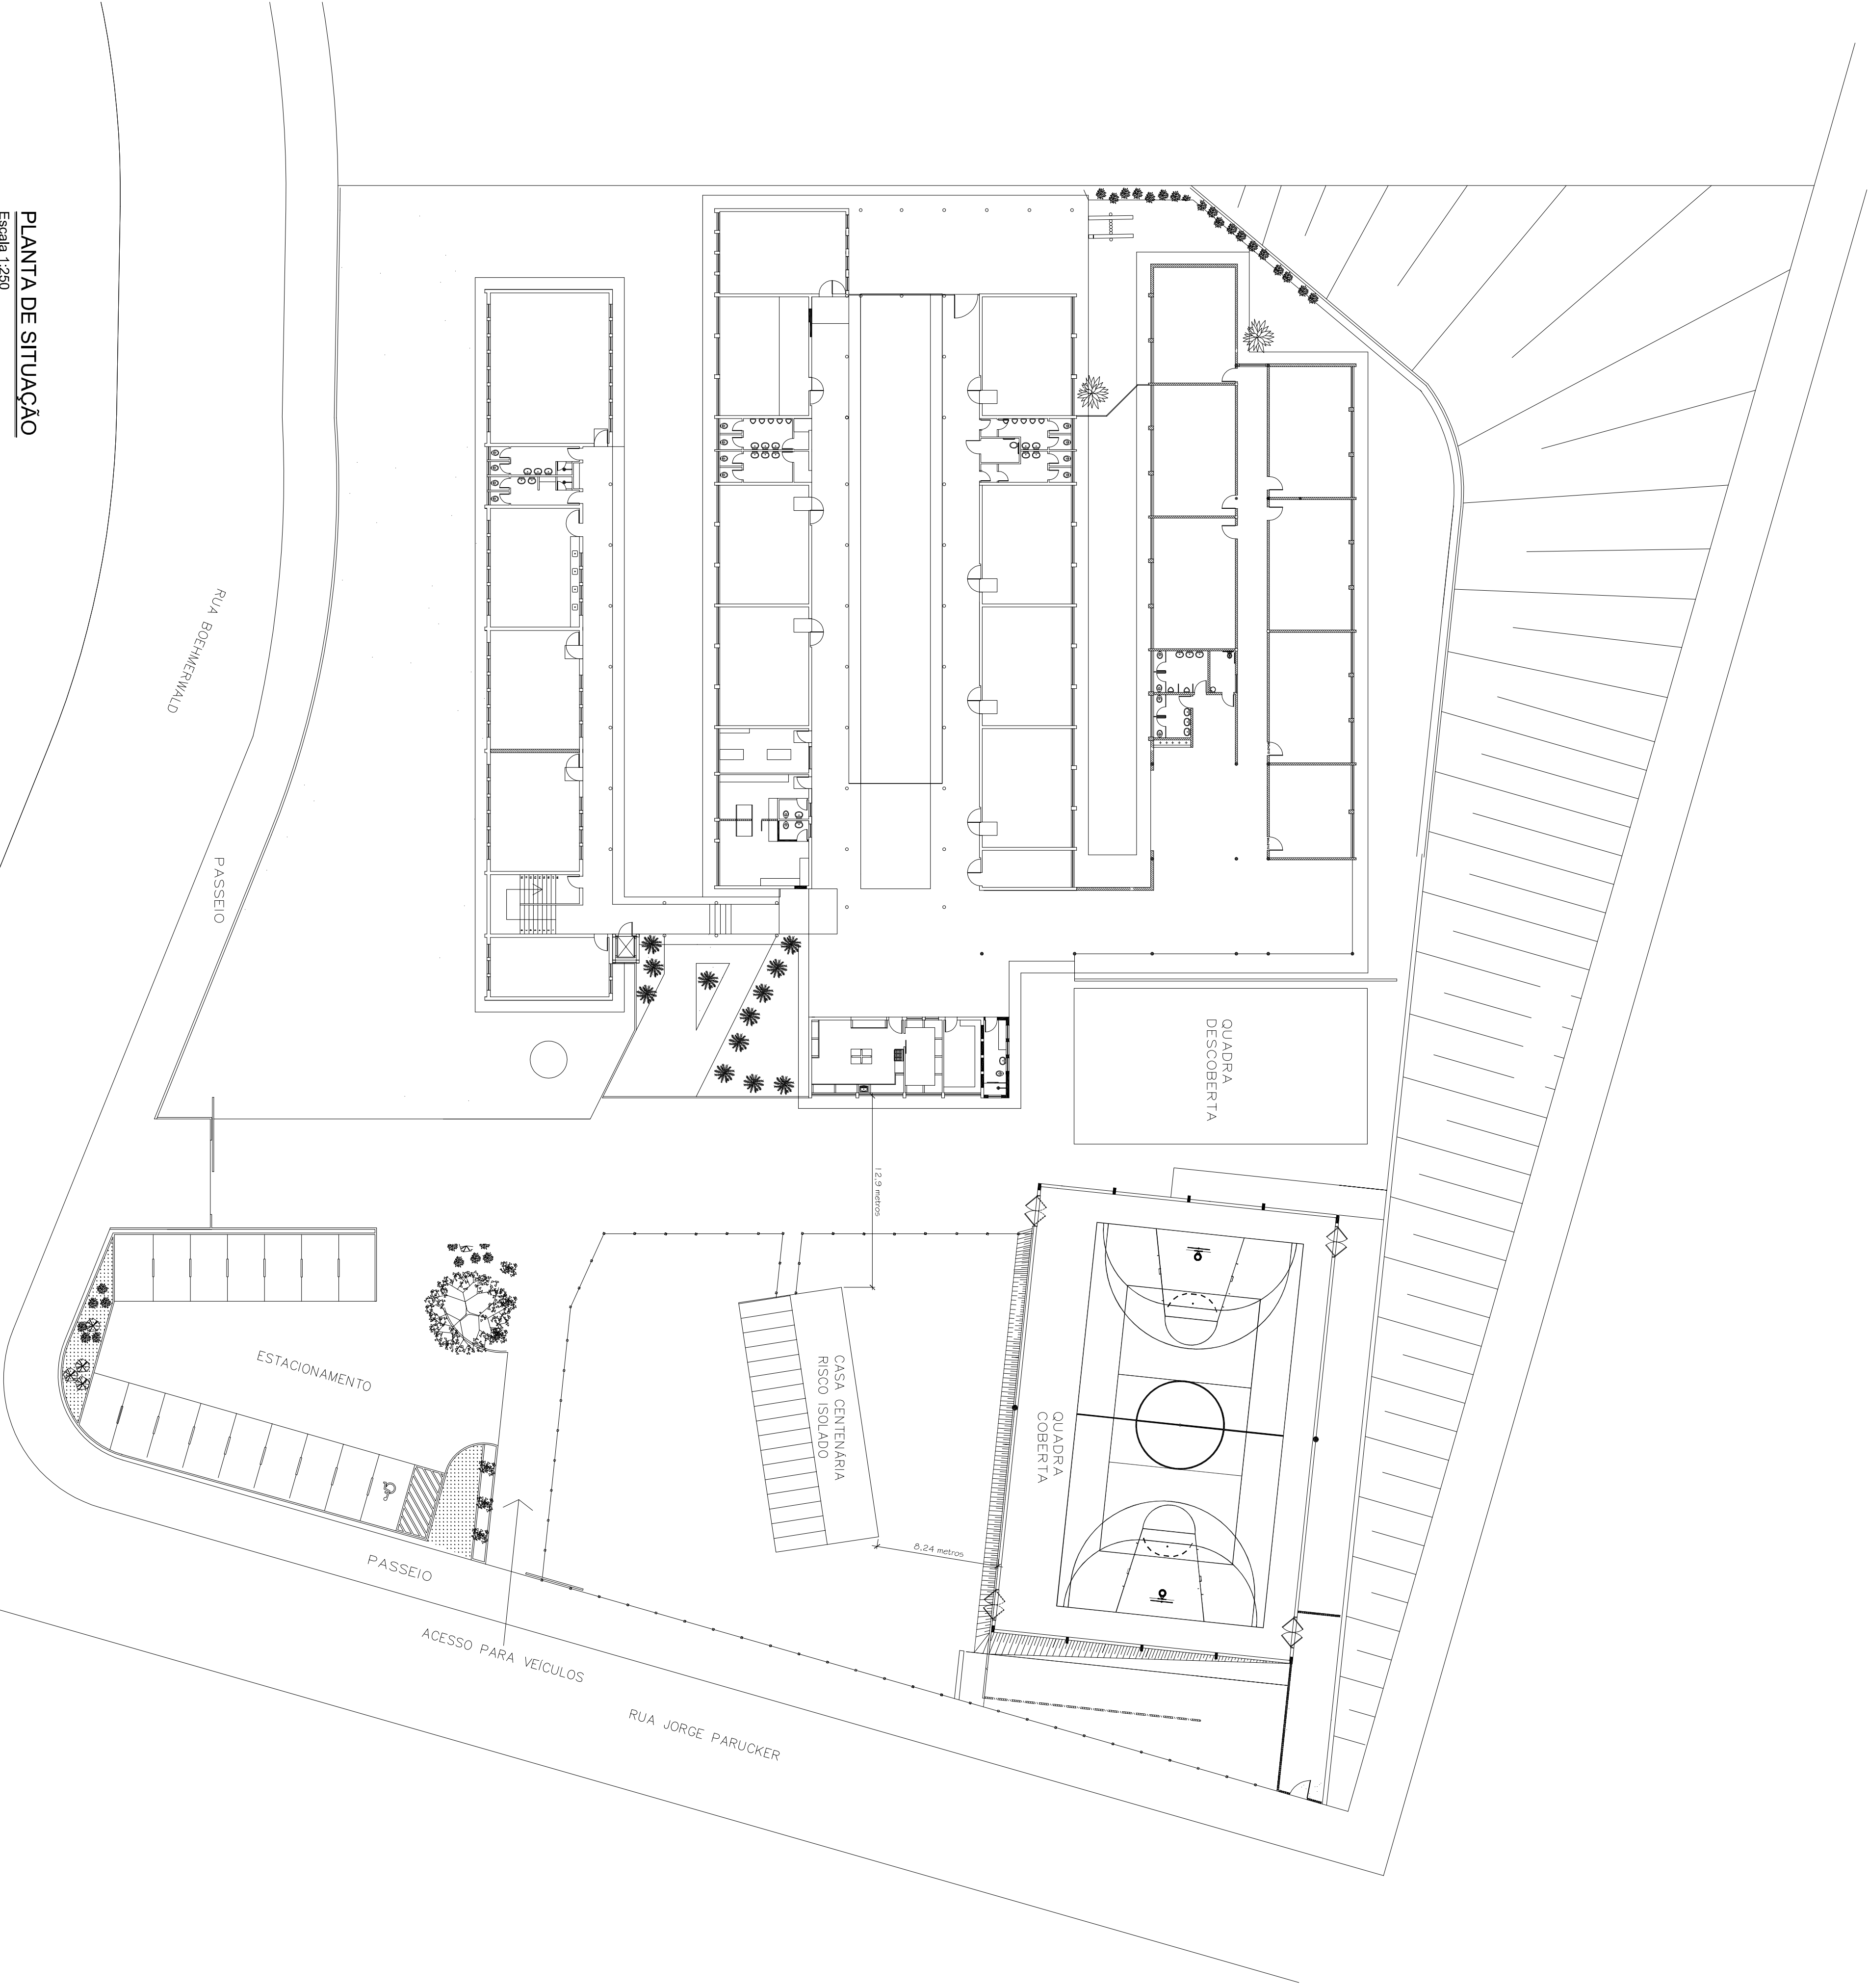 PLANTA DE SITUAÇÃO
Escala 1:250
RUA BOEHMERWALD
PASSEIO
QUADRA
DESCOBERTA
12,9 metros
CASA CENTENÁRIA
RISCO ISOLADO
8,24 metros
QUADRA
COBERTA
ESTACIONAMENTO
PASSEIO
ACESSO PARA VEÍCULOS
RUA JORGE PARUCKER